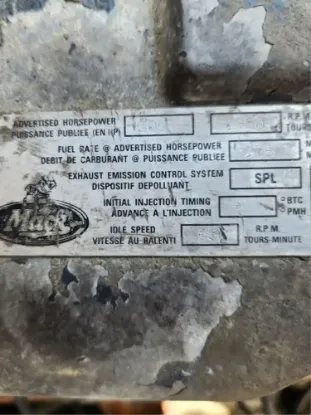 ADVERTISED HORSEPOWER R.P.M
PUISSANCE PUBLIEE (EN HP) TOURS
FUEL RATE @ ADVERTISED HORSEPOWER
DEBIT DE CARBURANT @ PUISSANCE PUBLIEE
EXHAUST EMISSION CONTROL SYSTEM SPL
DISPOSITIF DEPOLLUANT
INITIAL INJECTION TIMING °BTC
ADVANCE A L'INJECTION °PMH
Mack
IDLE SPEED R.P.M.
VITESSE AU RALENTI TOURS-MINUTE